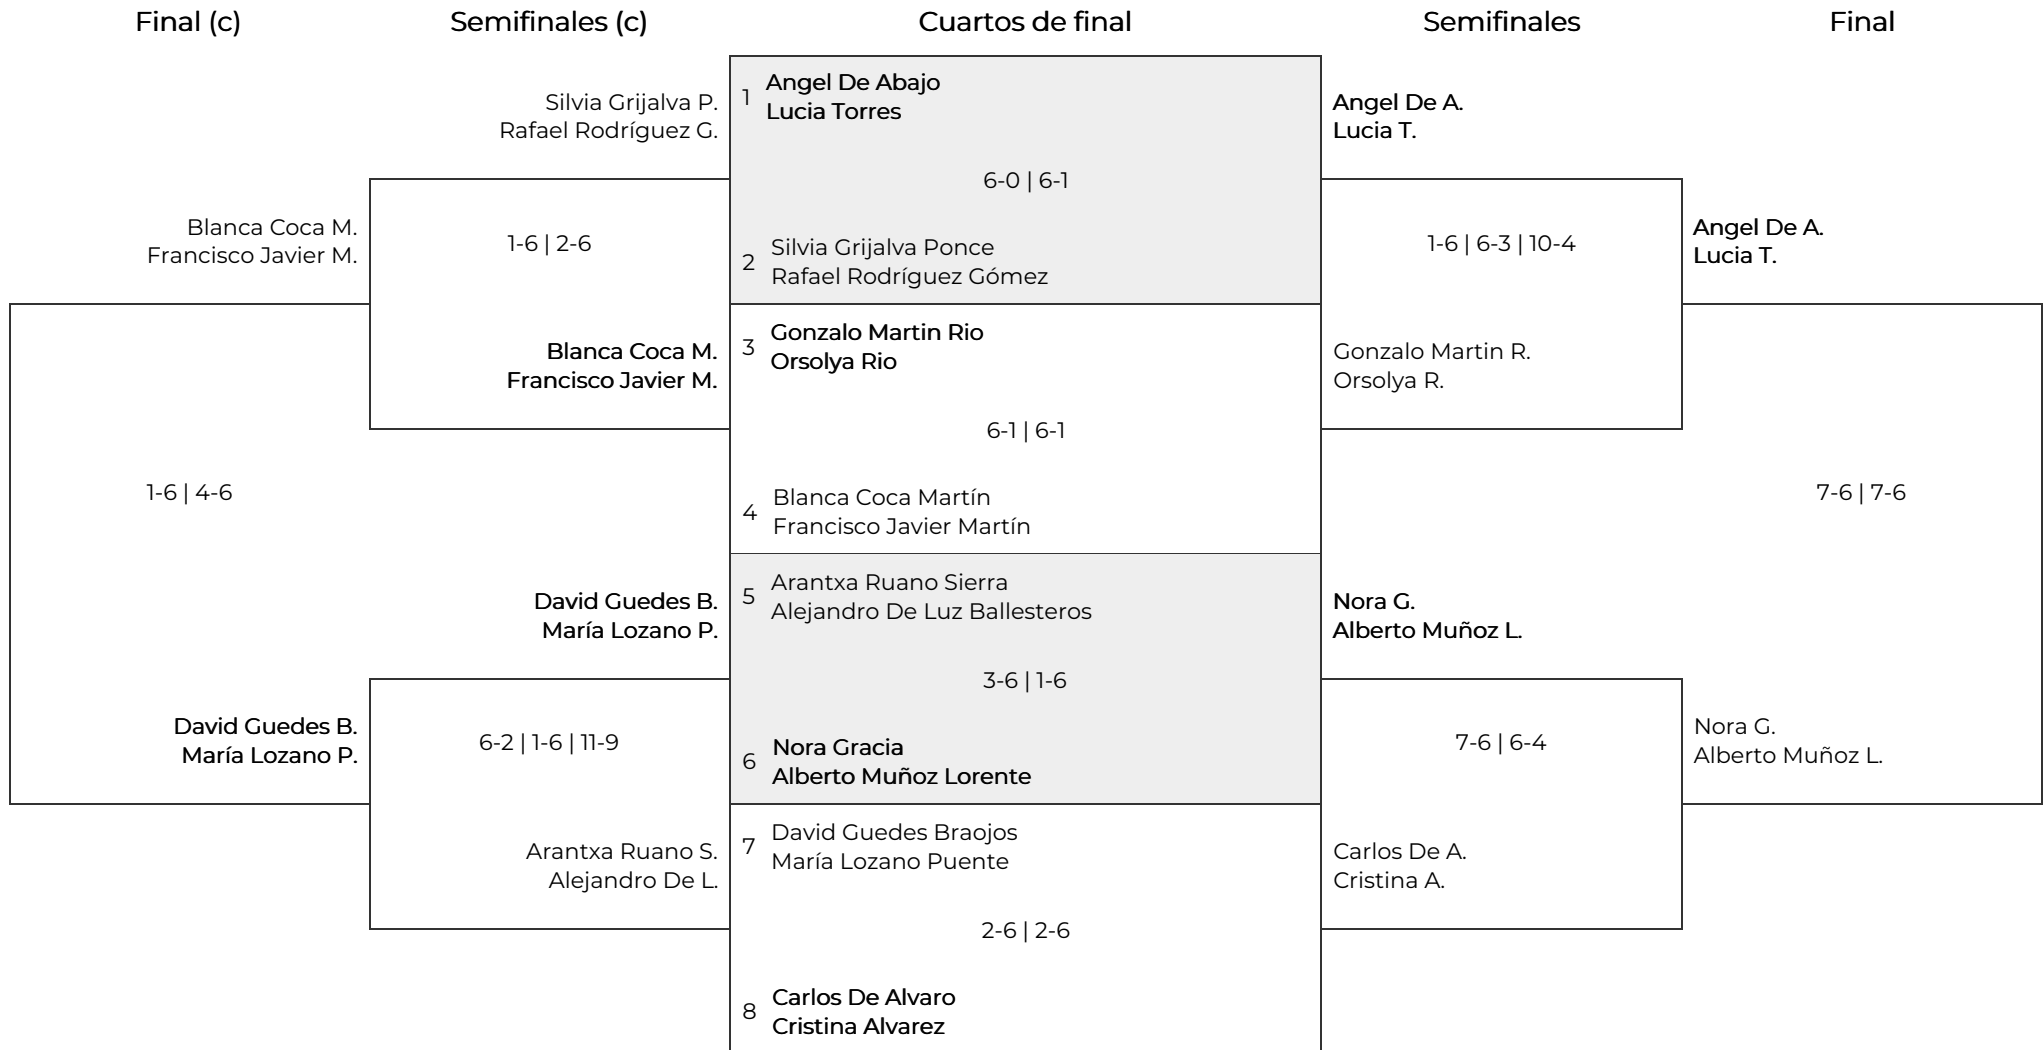 Final (c)
Semifinales (c)
Cuartos de final
Semifinales
Final
Blanca Coca M.
Francisco Javier M.
1-6 | 4-6
David Guedes B.
María Lozano P.
Silvia Grijalva P.
Rafael Rodríguez G.
1-6 | 2-6
Blanca Coca M.
Francisco Javier M.
David Guedes B.
María Lozano P.
6-2 | 1-6 | 11-9
Arantxa Ruano S.
Alejandro De L.
1
Angel De Abajo
Lucia Torres
6-0 | 6-1
2
Silvia Grijalva Ponce
Rafael Rodríguez Gómez
3
Gonzalo Martin Rio
Orsolya Rio
6-1 | 6-1
4
Blanca Coca Martín
Francisco Javier Martín
5
Arantxa Ruano Sierra
Alejandro De Luz Ballesteros
3-6 | 1-6
6
Nora Gracia
Alberto Muñoz Lorente
7
David Guedes Braojos
María Lozano Puente
2-6 | 2-6
8
Carlos De Alvaro
Cristina Alvarez
Angel De A.
Lucia T.
1-6 | 6-3 | 10-4
Gonzalo Martin R.
Orsolya R.
Nora G.
Alberto Muñoz L.
7-6 | 6-4
Carlos De A.
Cristina A.
Angel De A.
Lucia T.
7-6 | 7-6
Nora G.
Alberto Muñoz L.